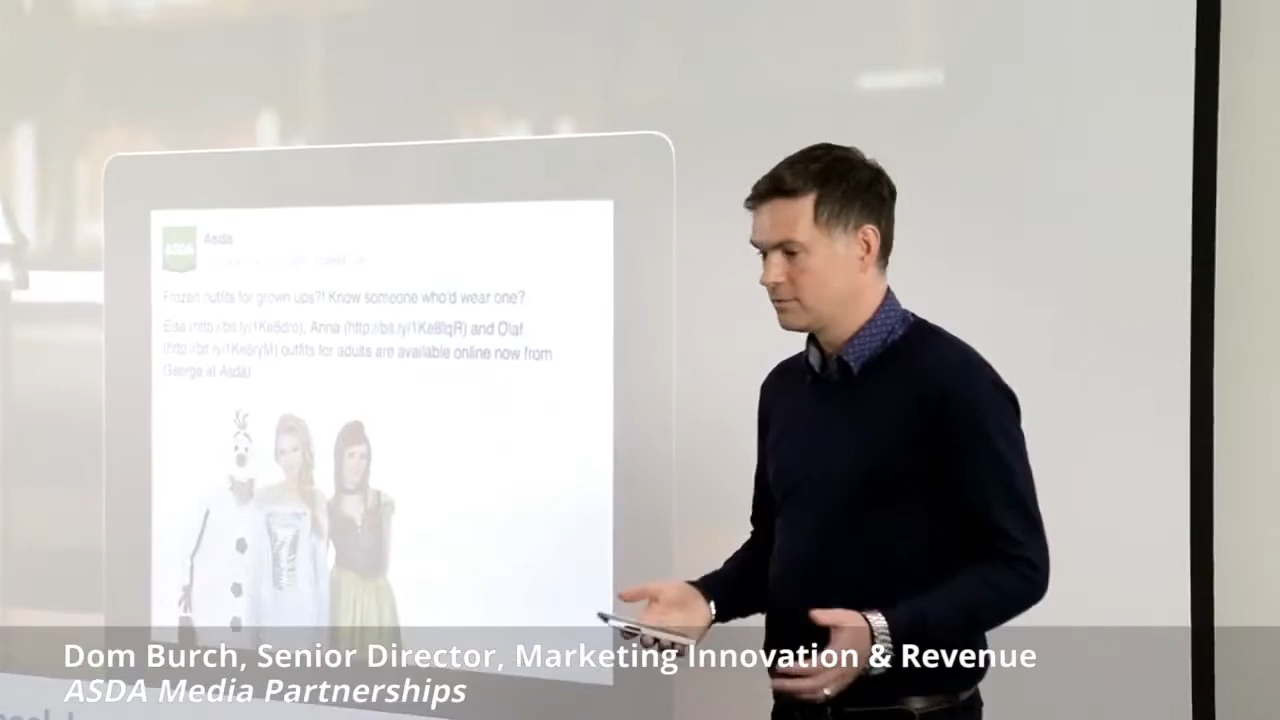 ASDA
Asda
Frozen outfits for grown ups?! Know someone who'd wear one?
Elsa (http://bit.ly/1Ke8dro), Anna (http://bit.ly/1Ke8lqR) and Olaf
(http://bit.ly/1Ke8ryM) outfits for adults are available online now from
George at Asda!
Dom Burch, Senior Director, Marketing Innovation & Revenue
ASDA Media Partnerships